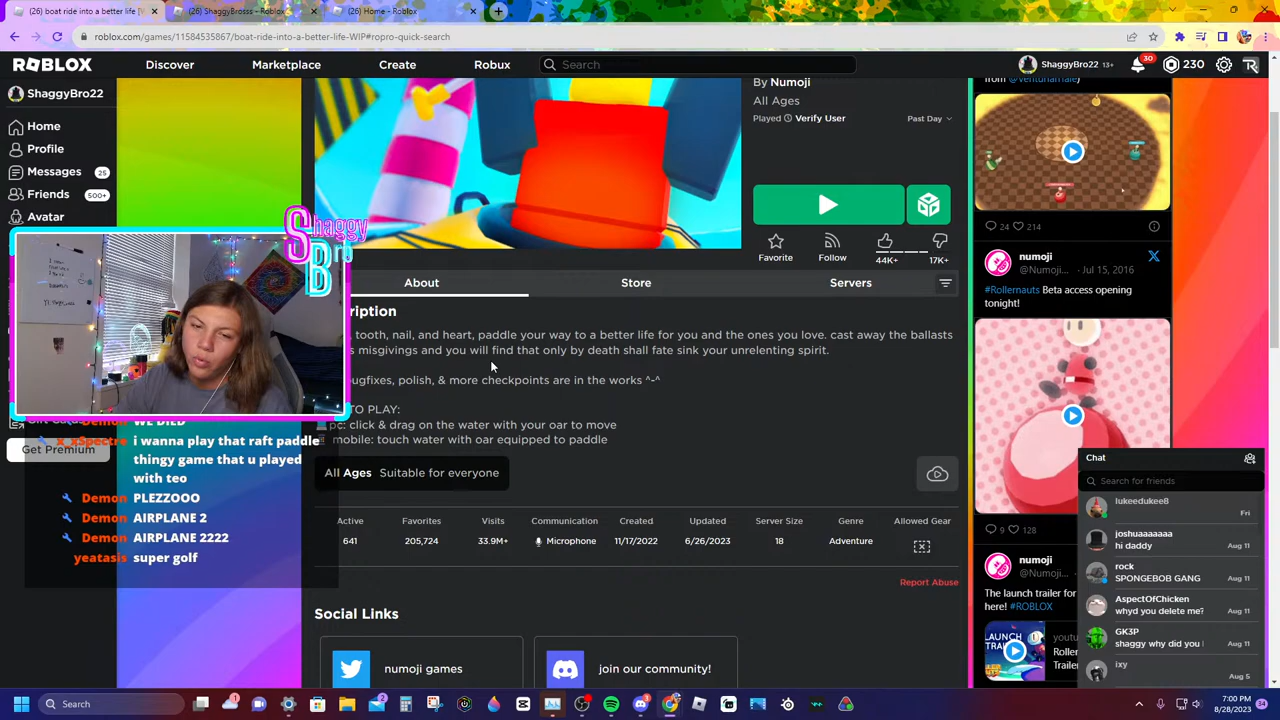 (26) boat ride into a better life [
(26) ShaggyBrosss - Roblox
(26) Home - Roblox
roblox.com/games/11584535867/boat-ride-into-a-better-life-WIP#ropro-quick-search
ROBLOX
Discover
Marketplace
Create
Robux
Search
ShaggyBro22 13+
30
230
ShaggyBro22
Home
Profile
Messages
25
Friends
500+
Avatar
Get Premium
By Numoji
All Ages
Played Verify User
Past Day
Favorite
Follow
44K+
17K+
About
Store
Servers
ription
tooth, nail, and heart, paddle your way to a better life for you and the ones you love. cast away the ballasts
s misgivings and you will find that only by death shall fate sink your unrelenting spirit.
ugfixes, polish, & more checkpoints are in the works ^-^
TO PLAY:
pc: click & drag on the water with your oar to move
mobile: touch water with oar equipped to paddle
All Ages Suitable for everyone
Active
Favorites
Visits
Communication
Created
Updated
Server Size
Genre
Allowed Gear
641
205,724
33.9M+
Microphone
11/17/2022
6/26/2023
18
Adventure
Report Abuse
Social Links
numoji games
join our community!
Shaggy
Bro
Demon WE DIED
x_xSpectre i wanna play that raft paddle
thingy game that u played
with teo
Demon PLEZZOOO
Demon AIRPLANE 2
Demon AIRPLANE 2222
yeatasis super golf
24 214
numoji
@Numoji... · Jul 15, 2016
#Rollernauts Beta access opening
tonight!
9 128
numoji
@Numoji...
The launch trailer for
here! #ROBLOX
LAUNCH
youtu
Roller
Trailer
Chat
Search for friends
lukeedukee8
Fri
joshuaaaaaaa
hi daddy
Aug 11
rock
SPONGEBOB GANG
Aug 11
AspectOfChicken
whyd you delete me?
Aug 11
GK3P
shaggy why did you
Aug 11
ixy
Aug 5
Search
7:00 PM
8/28/2023